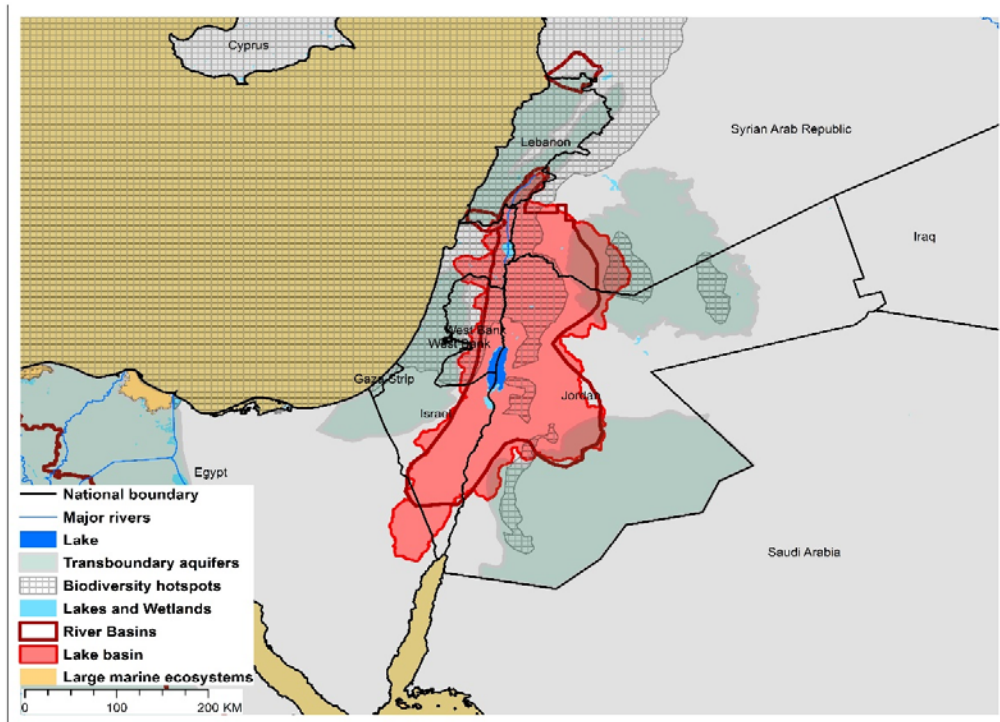 Cyprus
Syrian Arab Republic
Lebanon
Iraq
West Bank
West Bank
Gaza Strip
Jordan
Israel
Egypt
Saudi Arabia
National boundary
Major rivers
Lake
Transboundary aquifers
Biodiversity hotspots
Lakes and Wetlands
River Basins
Lake basin
Large marine ecosystems
0 100 200 KM